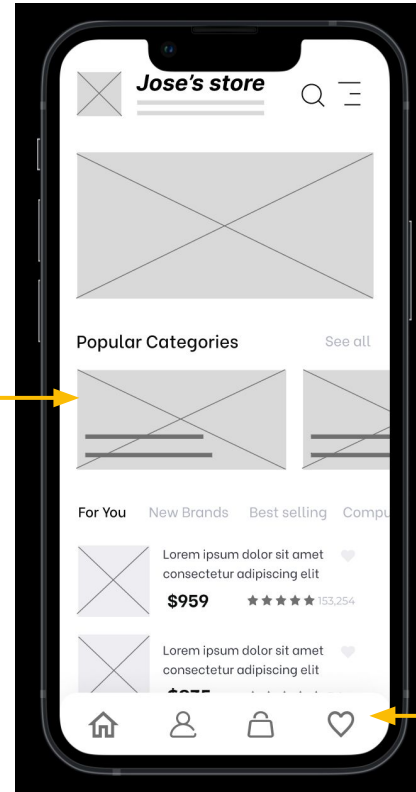 Jose's store
Popular Categories See all
For You New Brands Best selling Compu
Lorem ipsum dolor sit amet
consectetur adipiscing elit
$959 153,254
Lorem ipsum dolor sit amet
consectetur adipiscing elit